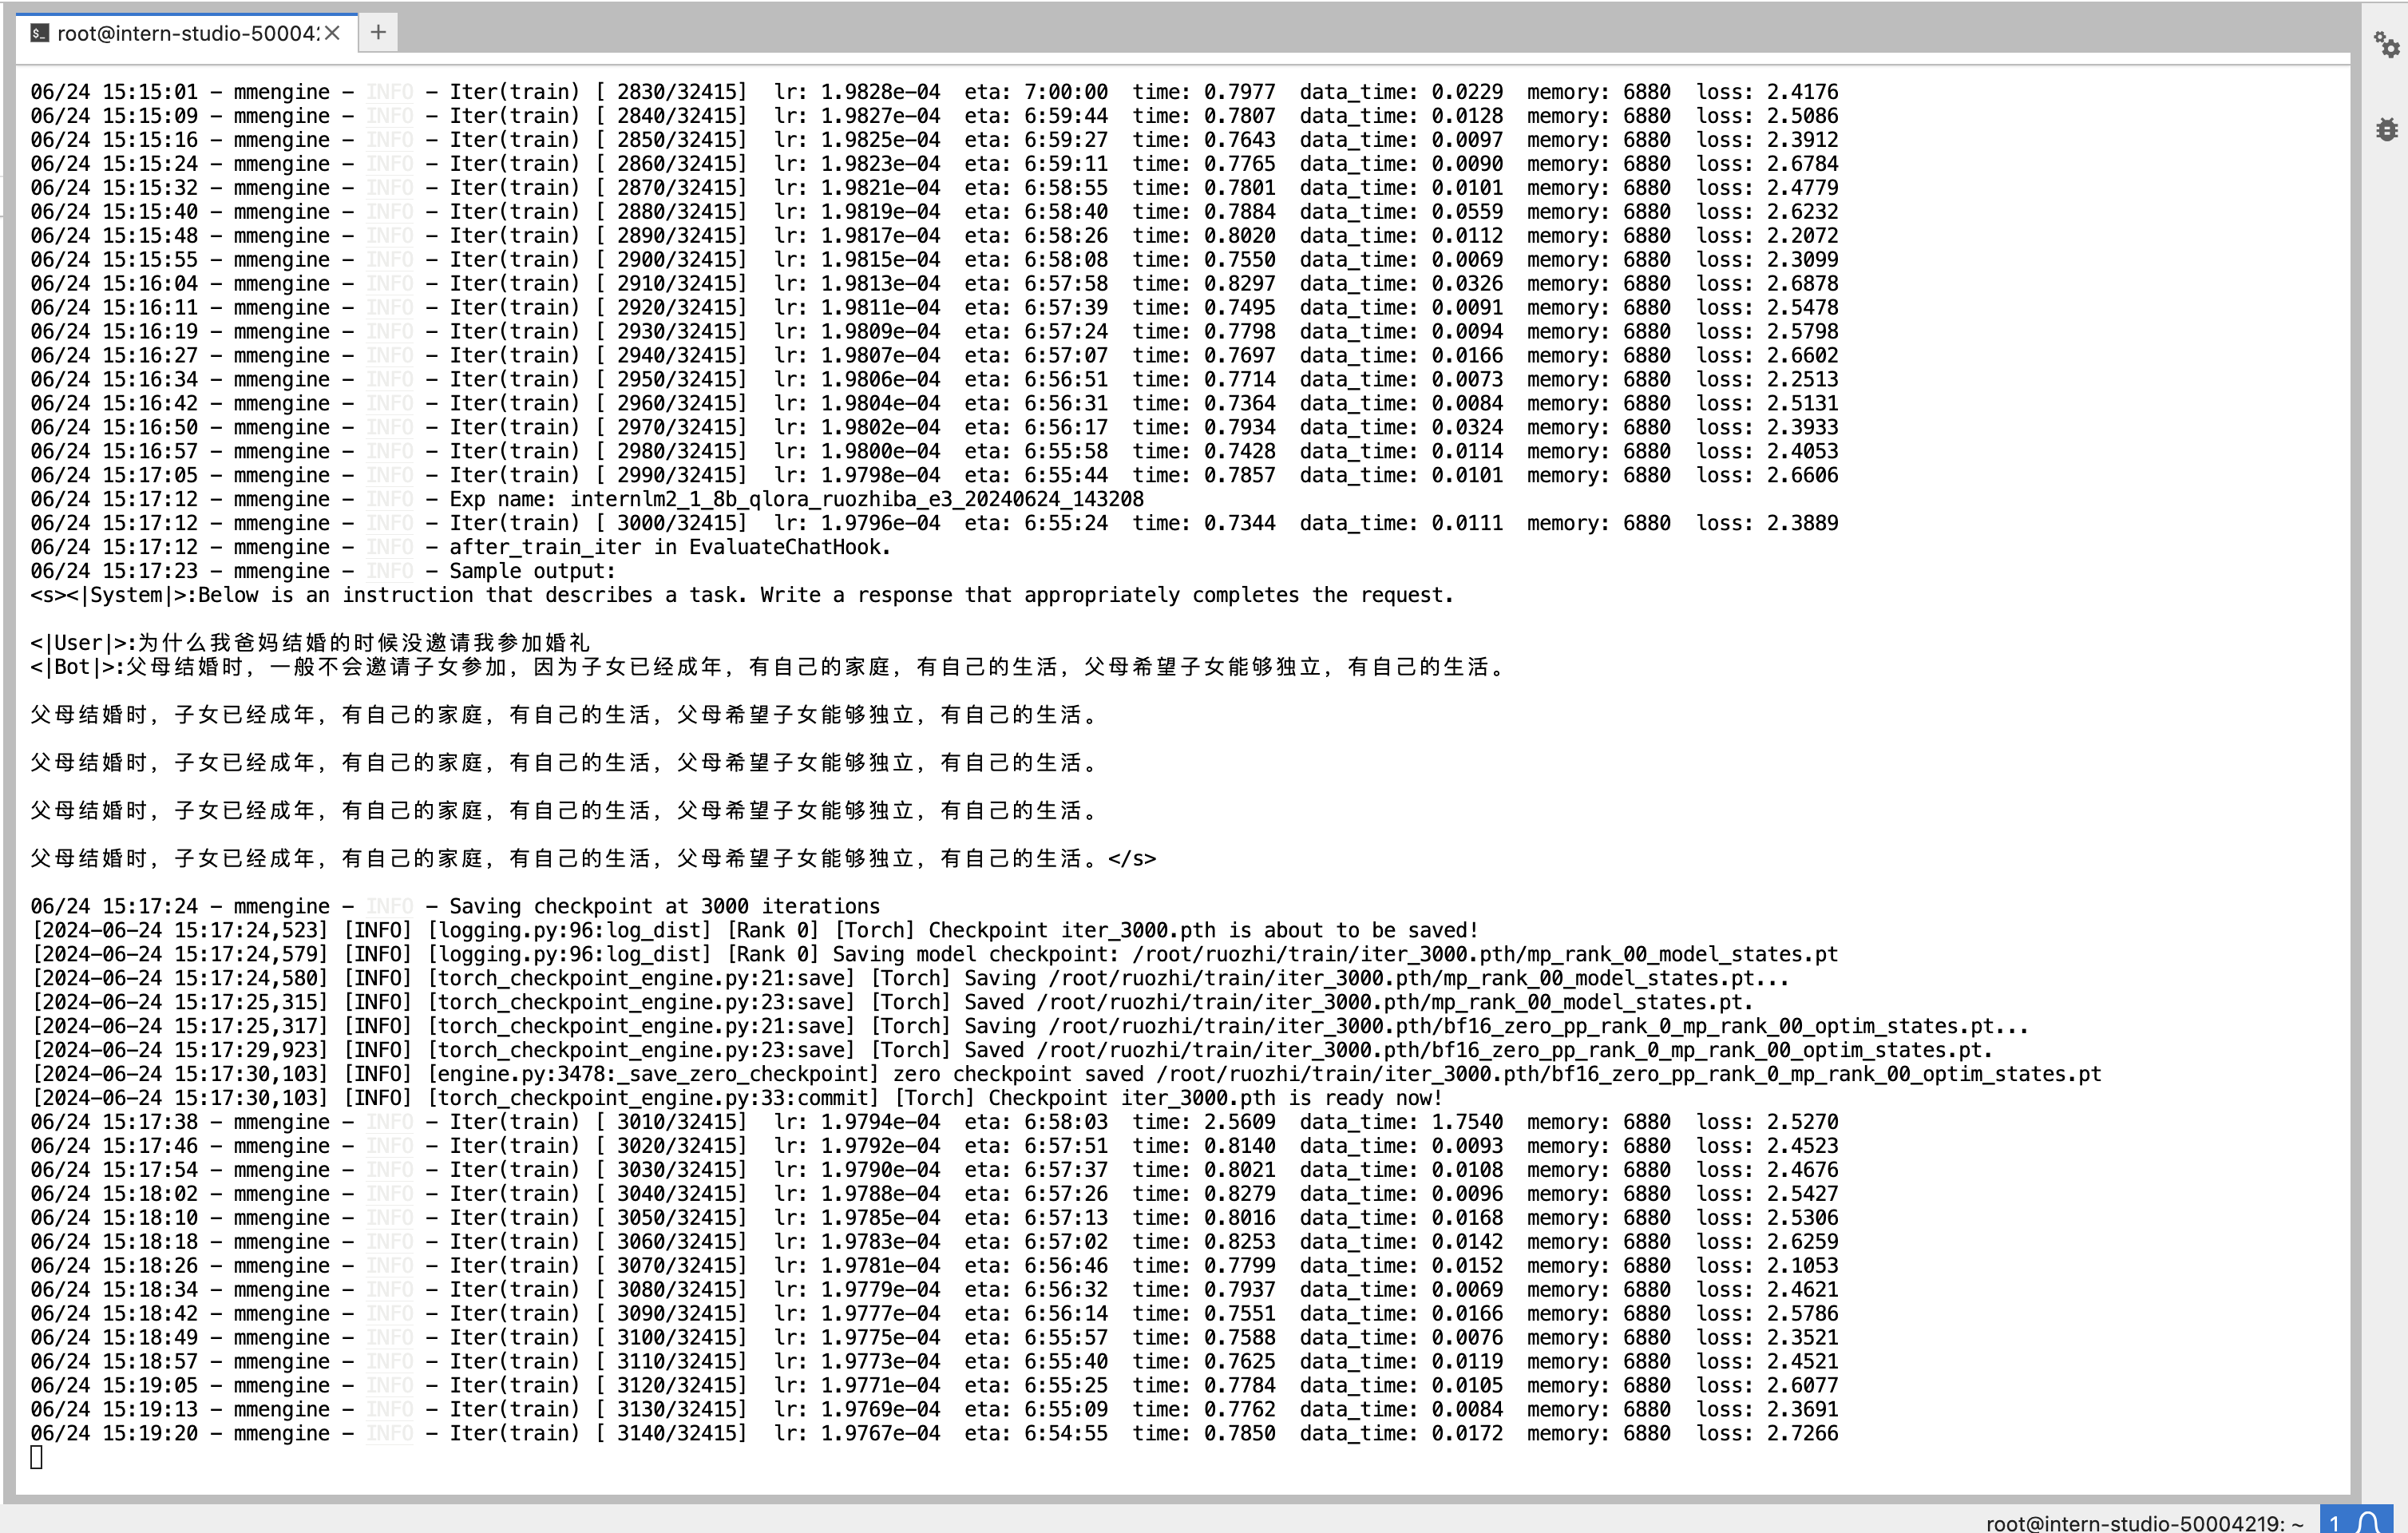 root@intern-studio-50004
06/24 15:15:01 – mmengine – INFO – Iter(train) [ 2830/32415]  lr: 1.9828e-04  eta: 7:00:00  time: 0.7977  data_time: 0.0229  memory: 6880  loss: 2.4176
06/24 15:15:09 – mmengine – INFO – Iter(train) [ 2840/32415]  lr: 1.9827e-04  eta: 6:59:44  time: 0.7807  data_time: 0.0128  memory: 6880  loss: 2.5086
06/24 15:15:16 – mmengine – INFO – Iter(train) [ 2850/32415]  lr: 1.9825e-04  eta: 6:59:27  time: 0.7643  data_time: 0.0097  memory: 6880  loss: 2.3912
06/24 15:15:24 – mmengine – INFO – Iter(train) [ 2860/32415]  lr: 1.9823e-04  eta: 6:59:11  time: 0.7765  data_time: 0.0090  memory: 6880  loss: 2.6784
06/24 15:15:32 – mmengine – INFO – Iter(train) [ 2870/32415]  lr: 1.9821e-04  eta: 6:58:55  time: 0.7801  data_time: 0.0101  memory: 6880  loss: 2.4779
06/24 15:15:40 – mmengine – INFO – Iter(train) [ 2880/32415]  lr: 1.9819e-04  eta: 6:58:40  time: 0.7884  data_time: 0.0559  memory: 6880  loss: 2.6232
06/24 15:15:48 – mmengine – INFO – Iter(train) [ 2890/32415]  lr: 1.9817e-04  eta: 6:58:26  time: 0.8020  data_time: 0.0112  memory: 6880  loss: 2.2072
06/24 15:15:55 – mmengine – INFO – Iter(train) [ 2900/32415]  lr: 1.9815e-04  eta: 6:58:08  time: 0.7550  data_time: 0.0069  memory: 6880  loss: 2.3099
06/24 15:16:04 – mmengine – INFO – Iter(train) [ 2910/32415]  lr: 1.9813e-04  eta: 6:57:58  time: 0.8297  data_time: 0.0326  memory: 6880  loss: 2.6878
06/24 15:16:11 – mmengine – INFO – Iter(train) [ 2920/32415]  lr: 1.9811e-04  eta: 6:57:39  time: 0.7495  data_time: 0.0091  memory: 6880  loss: 2.5478
06/24 15:16:19 – mmengine – INFO – Iter(train) [ 2930/32415]  lr: 1.9809e-04  eta: 6:57:24  time: 0.7798  data_time: 0.0094  memory: 6880  loss: 2.5798
06/24 15:16:27 – mmengine – INFO – Iter(train) [ 2940/32415]  lr: 1.9807e-04  eta: 6:57:07  time: 0.7697  data_time: 0.0166  memory: 6880  loss: 2.6602
06/24 15:16:34 – mmengine – INFO – Iter(train) [ 2950/32415]  lr: 1.9806e-04  eta: 6:56:51  time: 0.7714  data_time: 0.0073  memory: 6880  loss: 2.2513
06/24 15:16:42 – mmengine – INFO – Iter(train) [ 2960/32415]  lr: 1.9804e-04  eta: 6:56:31  time: 0.7364  data_time: 0.0084  memory: 6880  loss: 2.5131
06/24 15:16:50 – mmengine – INFO – Iter(train) [ 2970/32415]  lr: 1.9802e-04  eta: 6:56:17  time: 0.7934  data_time: 0.0324  memory: 6880  loss: 2.3933
06/24 15:16:57 – mmengine – INFO – Iter(train) [ 2980/32415]  lr: 1.9800e-04  eta: 6:55:58  time: 0.7428  data_time: 0.0114  memory: 6880  loss: 2.4053
06/24 15:17:05 – mmengine – INFO – Iter(train) [ 2990/32415]  lr: 1.9798e-04  eta: 6:55:44  time: 0.7857  data_time: 0.0101  memory: 6880  loss: 2.6606
06/24 15:17:12 – mmengine – INFO – Exp name: internlm2_1_8b_qlora_ruozhiba_e3_20240624_143208
06/24 15:17:12 – mmengine – INFO – Iter(train) [ 3000/32415]  lr: 1.9796e-04  eta: 6:55:24  time: 0.7344  data_time: 0.0111  memory: 6880  loss: 2.3889
06/24 15:17:12 – mmengine – INFO – after_train_iter in EvaluateChatHook.
06/24 15:17:23 – mmengine – INFO – Sample output:
<s><|System|>:Below is an instruction that describes a task. Write a response that appropriately completes the request.
<|User|>:为什么我爸妈结婚的时候没邀请我参加婚礼
<|Bot|>:父母结婚时，一般不会邀请子女参加，因为子女已经成年，有自己的家庭，有自己的生活，父母希望子女能够独立，有自己的生活。
父母结婚时，子女已经成年，有自己的家庭，有自己的生活，父母希望子女能够独立，有自己的生活。
父母结婚时，子女已经成年，有自己的家庭，有自己的生活，父母希望子女能够独立，有自己的生活。
父母结婚时，子女已经成年，有自己的家庭，有自己的生活，父母希望子女能够独立，有自己的生活。
父母结婚时，子女已经成年，有自己的家庭，有自己的生活，父母希望子女能够独立，有自己的生活。</s>
06/24 15:17:24 – mmengine – INFO – Saving checkpoint at 3000 iterations
[2024-06-24 15:17:24,523] [INFO] [logging.py:96:log_dist] [Rank 0] [Torch] Checkpoint iter_3000.pth is about to be saved!
[2024-06-24 15:17:24,579] [INFO] [logging.py:96:log_dist] [Rank 0] Saving model checkpoint: /root/ruozhi/train/iter_3000.pth/mp_rank_00_model_states.pt
[2024-06-24 15:17:24,580] [INFO] [torch_checkpoint_engine.py:21:save] [Torch] Saving /root/ruozhi/train/iter_3000.pth/mp_rank_00_model_states.pt...
[2024-06-24 15:17:25,315] [INFO] [torch_checkpoint_engine.py:23:save] [Torch] Saved /root/ruozhi/train/iter_3000.pth/mp_rank_00_model_states.pt.
[2024-06-24 15:17:25,317] [INFO] [torch_checkpoint_engine.py:21:save] [Torch] Saving /root/ruozhi/train/iter_3000.pth/bf16_zero_pp_rank_0_mp_rank_00_optim_states.pt...
[2024-06-24 15:17:29,923] [INFO] [torch_checkpoint_engine.py:23:save] [Torch] Saved /root/ruozhi/train/iter_3000.pth/bf16_zero_pp_rank_0_mp_rank_00_optim_states.pt.
[2024-06-24 15:17:30,103] [INFO] [engine.py:3478:_save_zero_checkpoint] zero checkpoint saved /root/ruozhi/train/iter_3000.pth/bf16_zero_pp_rank_0_mp_rank_00_optim_states.pt
[2024-06-24 15:17:30,103] [INFO] [torch_checkpoint_engine.py:33:commit] [Torch] Checkpoint iter_3000.pth is ready now!
06/24 15:17:38 – mmengine – INFO – Iter(train) [ 3010/32415]  lr: 1.9794e-04  eta: 6:58:03  time: 2.5609  data_time: 1.7540  memory: 6880  loss: 2.5270
06/24 15:17:46 – mmengine – INFO – Iter(train) [ 3020/32415]  lr: 1.9792e-04  eta: 6:57:51  time: 0.8140  data_time: 0.0093  memory: 6880  loss: 2.4523
06/24 15:17:54 – mmengine – INFO – Iter(train) [ 3030/32415]  lr: 1.9790e-04  eta: 6:57:37  time: 0.8021  data_time: 0.0108  memory: 6880  loss: 2.4676
06/24 15:18:02 – mmengine – INFO – Iter(train) [ 3040/32415]  lr: 1.9788e-04  eta: 6:57:26  time: 0.8279  data_time: 0.0096  memory: 6880  loss: 2.5427
06/24 15:18:10 – mmengine – INFO – Iter(train) [ 3050/32415]  lr: 1.9785e-04  eta: 6:57:13  time: 0.8016  data_time: 0.0168  memory: 6880  loss: 2.5306
06/24 15:18:18 – mmengine – INFO – Iter(train) [ 3060/32415]  lr: 1.9783e-04  eta: 6:57:02  time: 0.8253  data_time: 0.0142  memory: 6880  loss: 2.6259
06/24 15:18:26 – mmengine – INFO – Iter(train) [ 3070/32415]  lr: 1.9781e-04  eta: 6:56:46  time: 0.7799  data_time: 0.0152  memory: 6880  loss: 2.1053
06/24 15:18:34 – mmengine – INFO – Iter(train) [ 3080/32415]  lr: 1.9779e-04  eta: 6:56:32  time: 0.7937  data_time: 0.0069  memory: 6880  loss: 2.4621
06/24 15:18:42 – mmengine – INFO – Iter(train) [ 3090/32415]  lr: 1.9777e-04  eta: 6:56:14  time: 0.7551  data_time: 0.0166  memory: 6880  loss: 2.5786
06/24 15:18:49 – mmengine – INFO – Iter(train) [ 3100/32415]  lr: 1.9775e-04  eta: 6:55:57  time: 0.7588  data_time: 0.0076  memory: 6880  loss: 2.3521
06/24 15:18:57 – mmengine – INFO – Iter(train) [ 3110/32415]  lr: 1.9773e-04  eta: 6:55:40  time: 0.7625  data_time: 0.0119  memory: 6880  loss: 2.4521
06/24 15:19:05 – mmengine – INFO – Iter(train) [ 3120/32415]  lr: 1.9771e-04  eta: 6:55:25  time: 0.7784  data_time: 0.0105  memory: 6880  loss: 2.6077
06/24 15:19:13 – mmengine – INFO – Iter(train) [ 3130/32415]  lr: 1.9769e-04  eta: 6:55:09  time: 0.7762  data_time: 0.0084  memory: 6880  loss: 2.3691
06/24 15:19:20 – mmengine – INFO – Iter(train) [ 3140/32415]  lr: 1.9767e-04  eta: 6:54:55  time: 0.7850  data_time: 0.0172  memory: 6880  loss: 2.7266
root@intern-studio-50004219: ~ 1